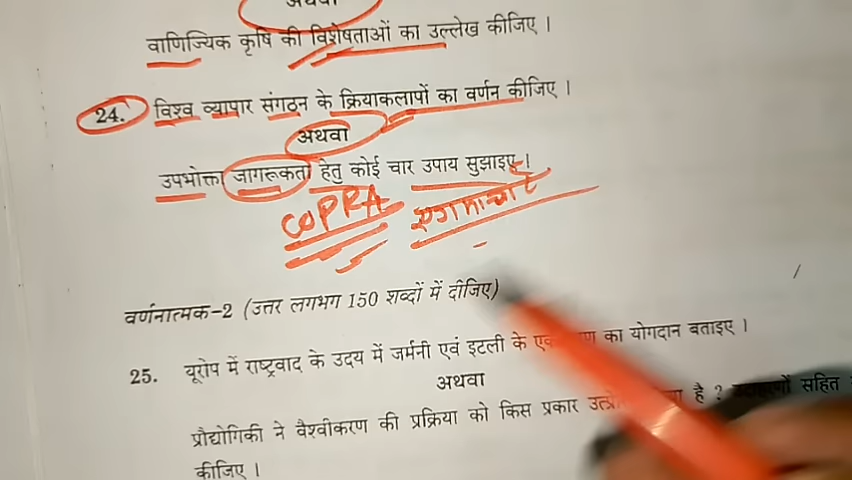 अथवा
वाणिज्यिक कृषि की विशेषताओं का उल्लेख कीजिए ।
24. विश्व व्यापार संगठन के क्रियाकलापों का वर्णन कीजिए ।
अथवा
उपभोक्ता जागरूकता हेतु कोई चार उपाय सुझाइए ।
COPRA
वर्णनात्मक-2 (उत्तर लगभग 150 शब्दों में दीजिए)
25. यूरोप में राष्ट्रवाद के उदय में जर्मनी एवं इटली के का योगदान बताइए ।
अथवा
प्रौद्योगिकी ने वैश्वीकरण की प्रक्रिया को किस प्रकार है ? सहित
कीजिए ।